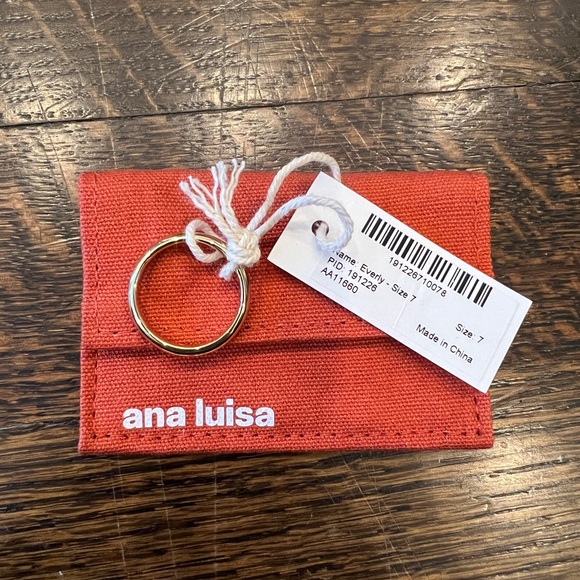 191226710078
Name: Everly - Size 7
PID: 191226
AA11660
Size: 7
Made in China
ana luisa